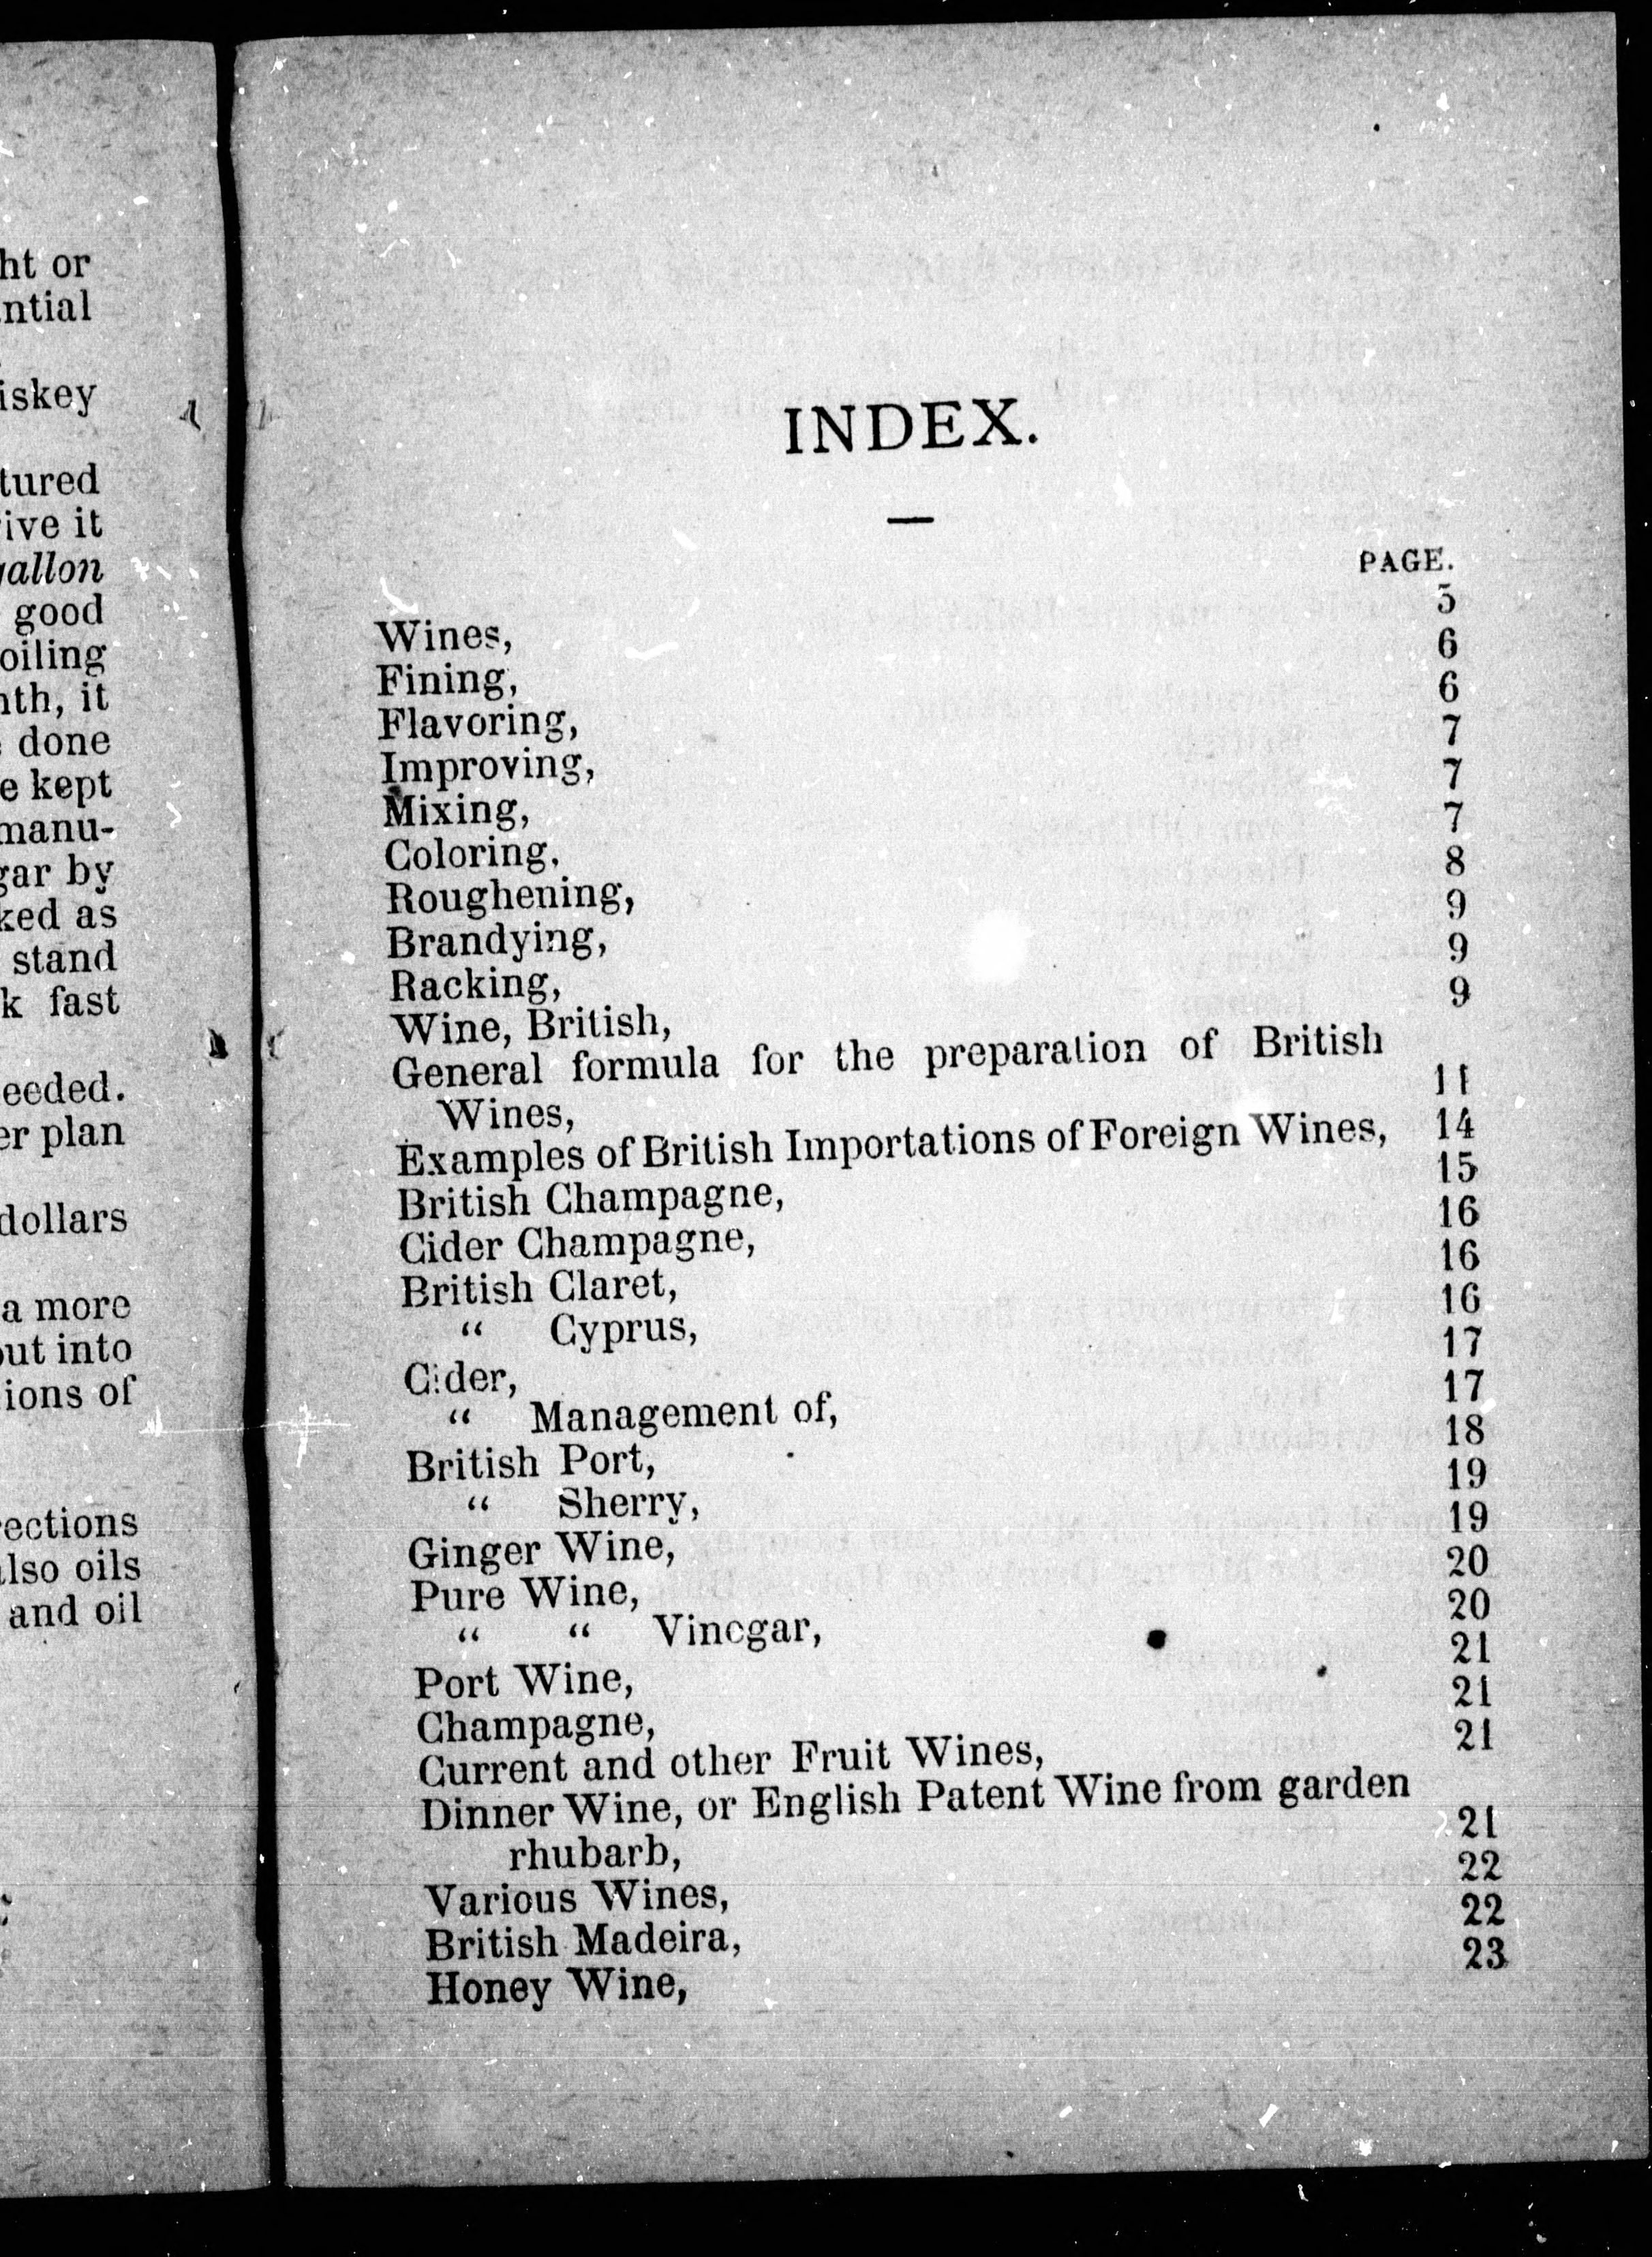 ht or
ntial
iskey
tured
ive it
gallon
good
oiling
nth, it
done
e kept
manu-
gar by
ked as
stand
k fast
eeded.
er plan
dollars
a more
out into
ions of
rections
also oils
and oil
INDEX.
PAGE.
Wines, 5
Fining, 6
Flavoring, 6
Improving, 7
Mixing, 7
Coloring, 7
Roughening, 8
Brandying, 9
Racking, 9
Wine, British, 9
General formula for the preparation of British
Wines, 11
Examples of British Importations of Foreign Wines, 14
British Champagne, 15
Cider Champagne, 16
British Claret, 16
“ Cyprus, 16
Cider, 17
“ Management of, 17
British Port, 18
“ Sherry, 19
Ginger Wine, 19
Pure Wine, 20
“ “ Vinegar, 20
Port Wine, 21
Champagne, 21
Current and other Fruit Wines, 21
Dinner Wine, or English Patent Wine from garden
rhubarb, 21
Various Wines, 22
British Madeira, 22
Honey Wine, 23